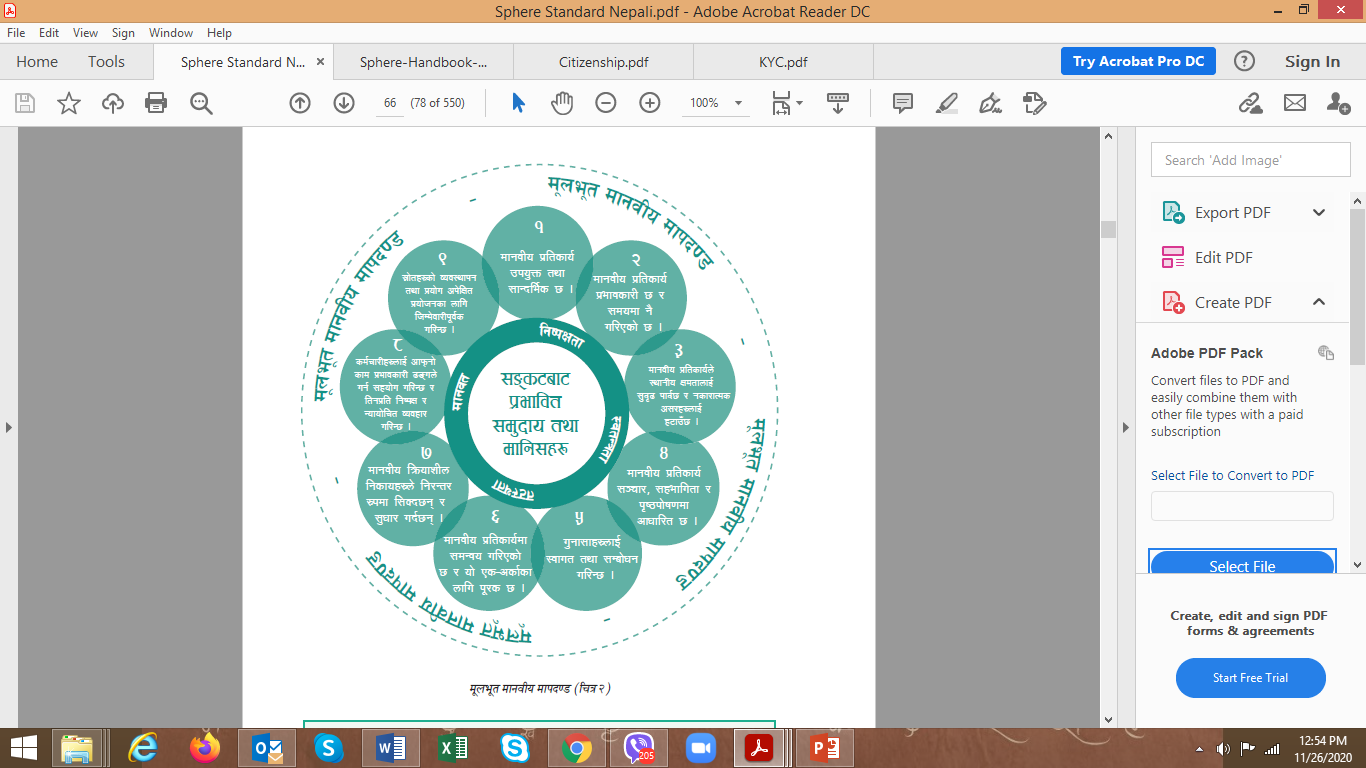 Sphere Standard Nepali.pdf - Adobe Acrobat Reader DC
File Edit View Sign Window Help
Home Tools Sphere Standard N... × Sphere-Handbook-... Citizenship.pdf KYC.pdf Try Acrobat Pro DC Sign In
66 (78 of 550) 100%
मूलभूत मानवीय मापदण्ड
मूलभूत मानवीय मापदण्ड
मूलभूत मानवीय मापदण्ड
मूलभूत मानवीय मापदण्ड
१
मानवीय प्रतिकार्य
उपयुक्त तथा
सान्दर्भिक छ ।
२
मानवीय प्रतिकार्य
प्रभावकारी छ र
समयमा नै
गरिएको छ ।
३
मानवीय प्रतिकार्यले
स्थानीय क्षमतालाई
सुदृढ पार्दछ र नकारात्मक
असरहरूलाई
हटाउँछ ।
४
मानवीय प्रतिकार्य
सञ्चार, सहभागिता र
पृष्ठपोषणमा
आधारित छ ।
५
गुनासाहरूलाई
स्वागत तथा सम्बोधन
गरिन्छ ।
६
मानवीय प्रतिकार्यमा
समन्वय गरिएको
छ र यो एक-अर्काका
लागि पूरक छ ।
७
मानवीय क्रियाशील
निकायहरूले निरन्तर
रूपमा सिक्दछन् र
सुधार गर्दछन् ।
८
कर्मचारीहरूलाई आफ्नो
काम प्रभावकारी ढङ्गले
गर्न सहयोग गरिन्छ र
तिनप्रति निष्पक्ष र
न्यायोचित व्यवहार
गरिन्छ ।
९
स्रोतहरूको व्यवस्थापन
तथा प्रयोग अपेक्षित
प्रयोजनका लागि
जिम्मेवारीपूर्वक
गरिन्छ ।
निष्पक्षता
स्वतन्त्रता
तटस्थता
मानवता
सङ्कटबाट
प्रभावित
समुदाय तथा
मानिसहरू
मूलभूत मानवीय मापदण्ड (चित्र २)
Search 'Add Image'
Export PDF
Edit PDF
Create PDF
Adobe PDF Pack
Convert files to PDF and
easily combine them with
other file types with a paid
subscription
Select File to Convert to PDF
Select File
Create, edit and sign PDF
forms & agreements
Start Free Trial
205
12:54 PM
11/26/2020